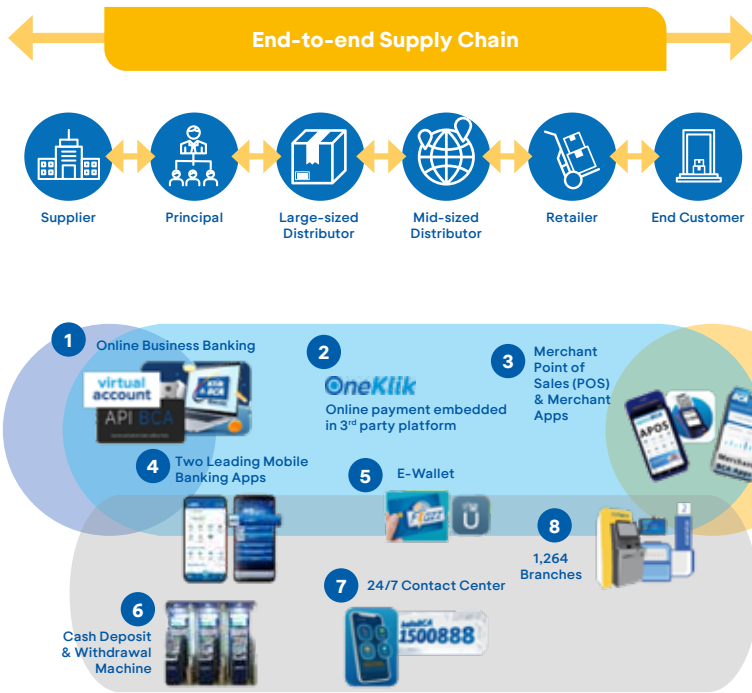 End-to-end Supply Chain
Supplier
Principal
Large-sized
Distributor
Mid-sized
Distributor
Retailer
End Customer
1
Online Business Banking
virtual
account
API BCA
2
OneKlik
Online payment embedded
in 3rd party platform
3
Merchant
Point of
Sales (POS)
& Merchant
Apps
APOS
Merchant
BCA Apps
4
Two Leading Mobile
Banking Apps
5
E-Wallet
U
8
1,264
Branches
7
24/7 Contact Center
1500888
6
Cash Deposit
& Withdrawal
Machine